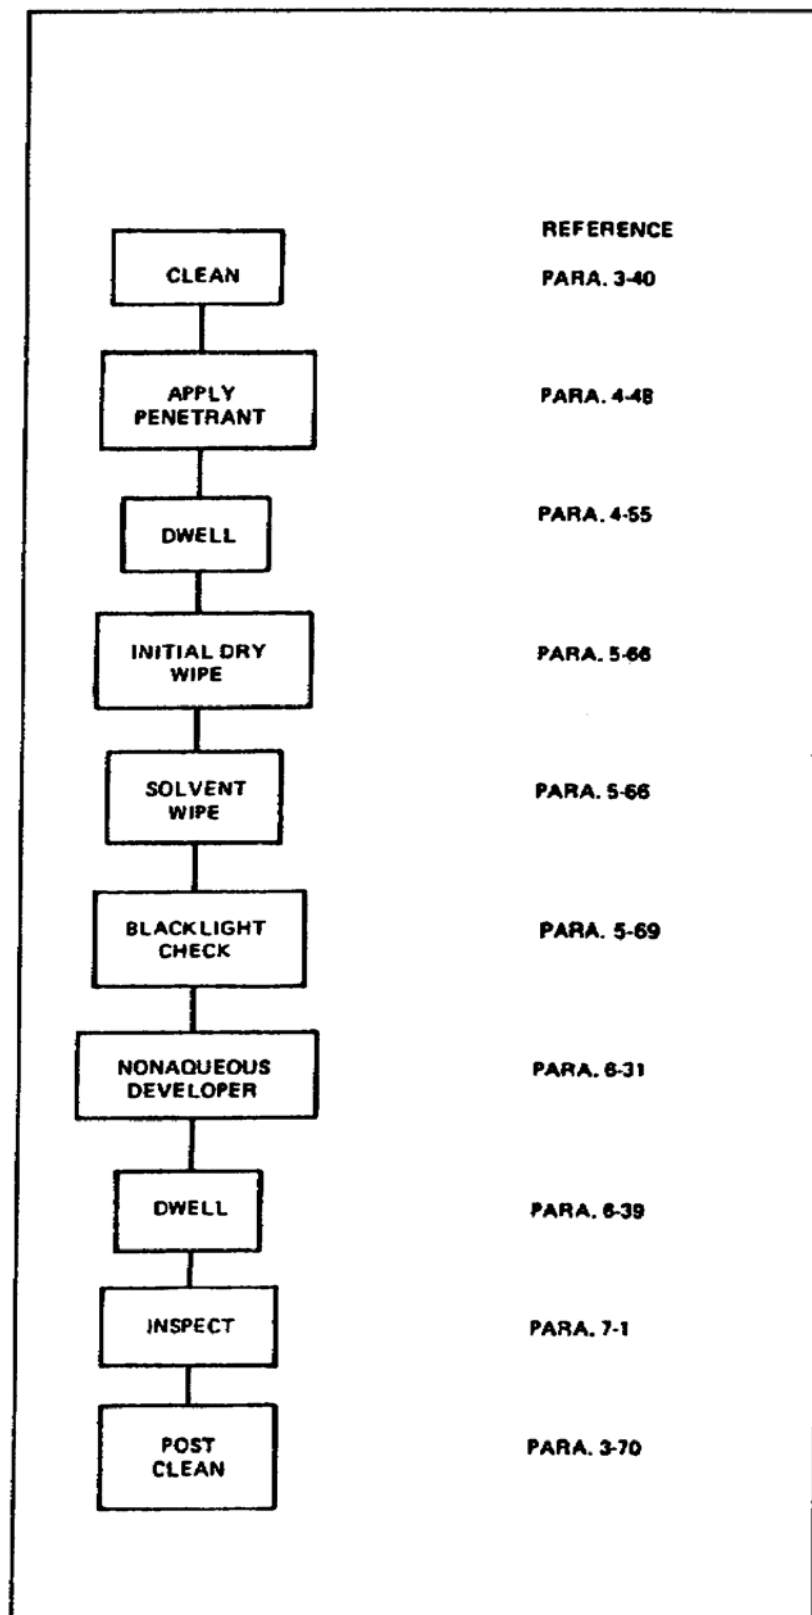 REFERENCE
CLEAN
PARA. 3-40
APPLY
PENETRANT
PARA. 4-48
DWELL
PARA. 4-55
INITIAL DRY
WIPE
PARA. 5-66
SOLVENT
WIPE
PARA. 5-66
BLACKLIGHT
CHECK
PARA. 5-69
NONAQUEOUS
DEVELOPER
PARA. 6-31
DWELL
PARA. 6-39
INSPECT
PARA. 7-1
POST
CLEAN
PARA. 3-70